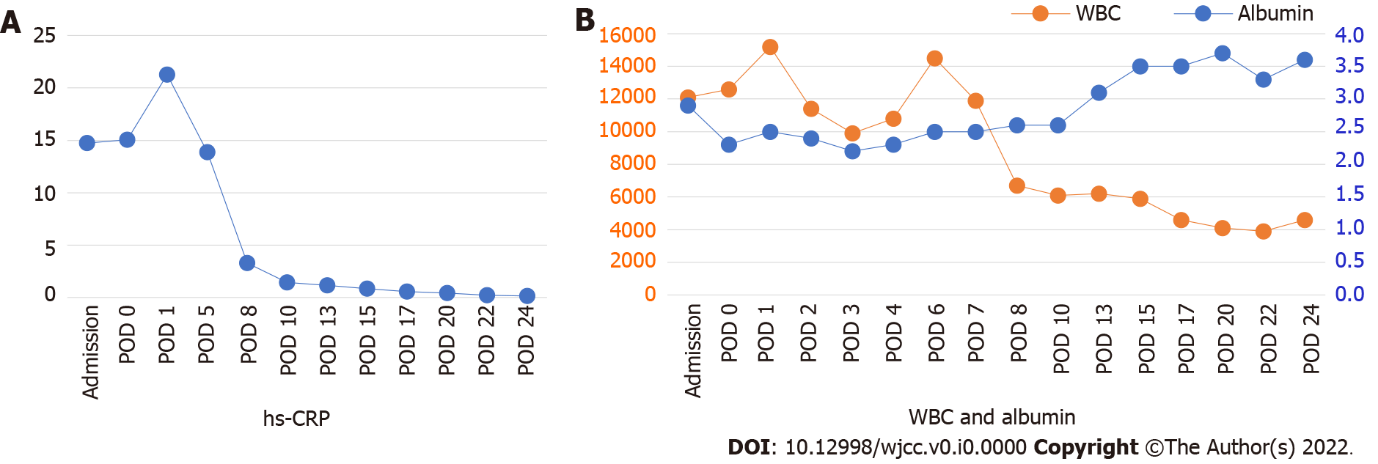 A
25
20
15
10
5
0
Admission
POD 0
POD 1
POD 5
POD 8
POD 10
POD 13
POD 15
POD 17
POD 20
POD 22
POD 24
hs-CRP
B
WBC
Albumin
16000
14000
12000
10000
8000
6000
4000
2000
0
4.0
3.5
3.0
2.5
2.0
1.5
1.0
0.5
0.0
Admission
POD 0
POD 1
POD 2
POD 3
POD 4
POD 6
POD 7
POD 8
POD 10
POD 13
POD 15
POD 17
POD 20
POD 22
POD 24
WBC and albumin
DOI: 10.12998/wjcc.v0.i0.0000 Copyright ©The Author(s) 2022.